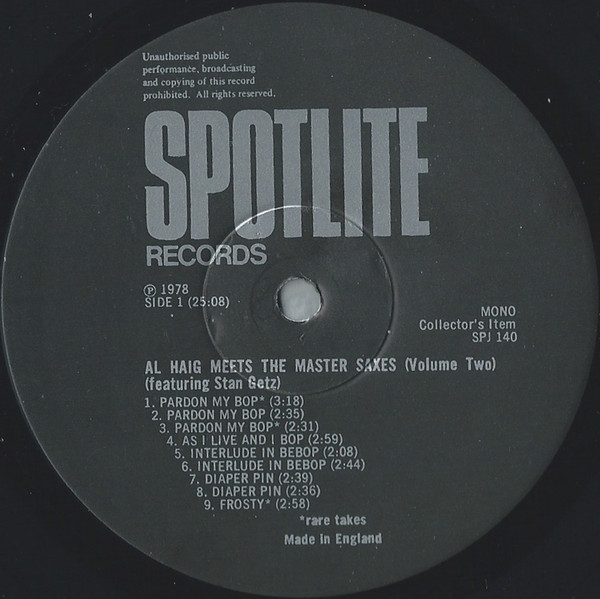 Unauthorised public
performance, broadcasting
and copying of this record
prohibited. All rights reserved.
SPOTLITE
RECORDS
℗ 1978
SIDE 1 (25:08)
MONO
Collector's Item
SPJ 140
AL HAIG MEETS THE MASTER SAXES (Volume Two)
(featuring Stan Getz)
1. PARDON MY BOP* (3:18)
2. PARDON MY BOP (2:35)
3. PARDON MY BOP* (2:31)
4. AS I LIVE AND I BOP (2:59)
5. INTERLUDE IN BEBOP (2:08)
6. INTERLUDE IN BEBOP (2:44)
7. DIAPER PIN (2:39)
8. DIAPER PIN (2:36)
9. FROSTY* (2:58)
*rare takes
Made in England